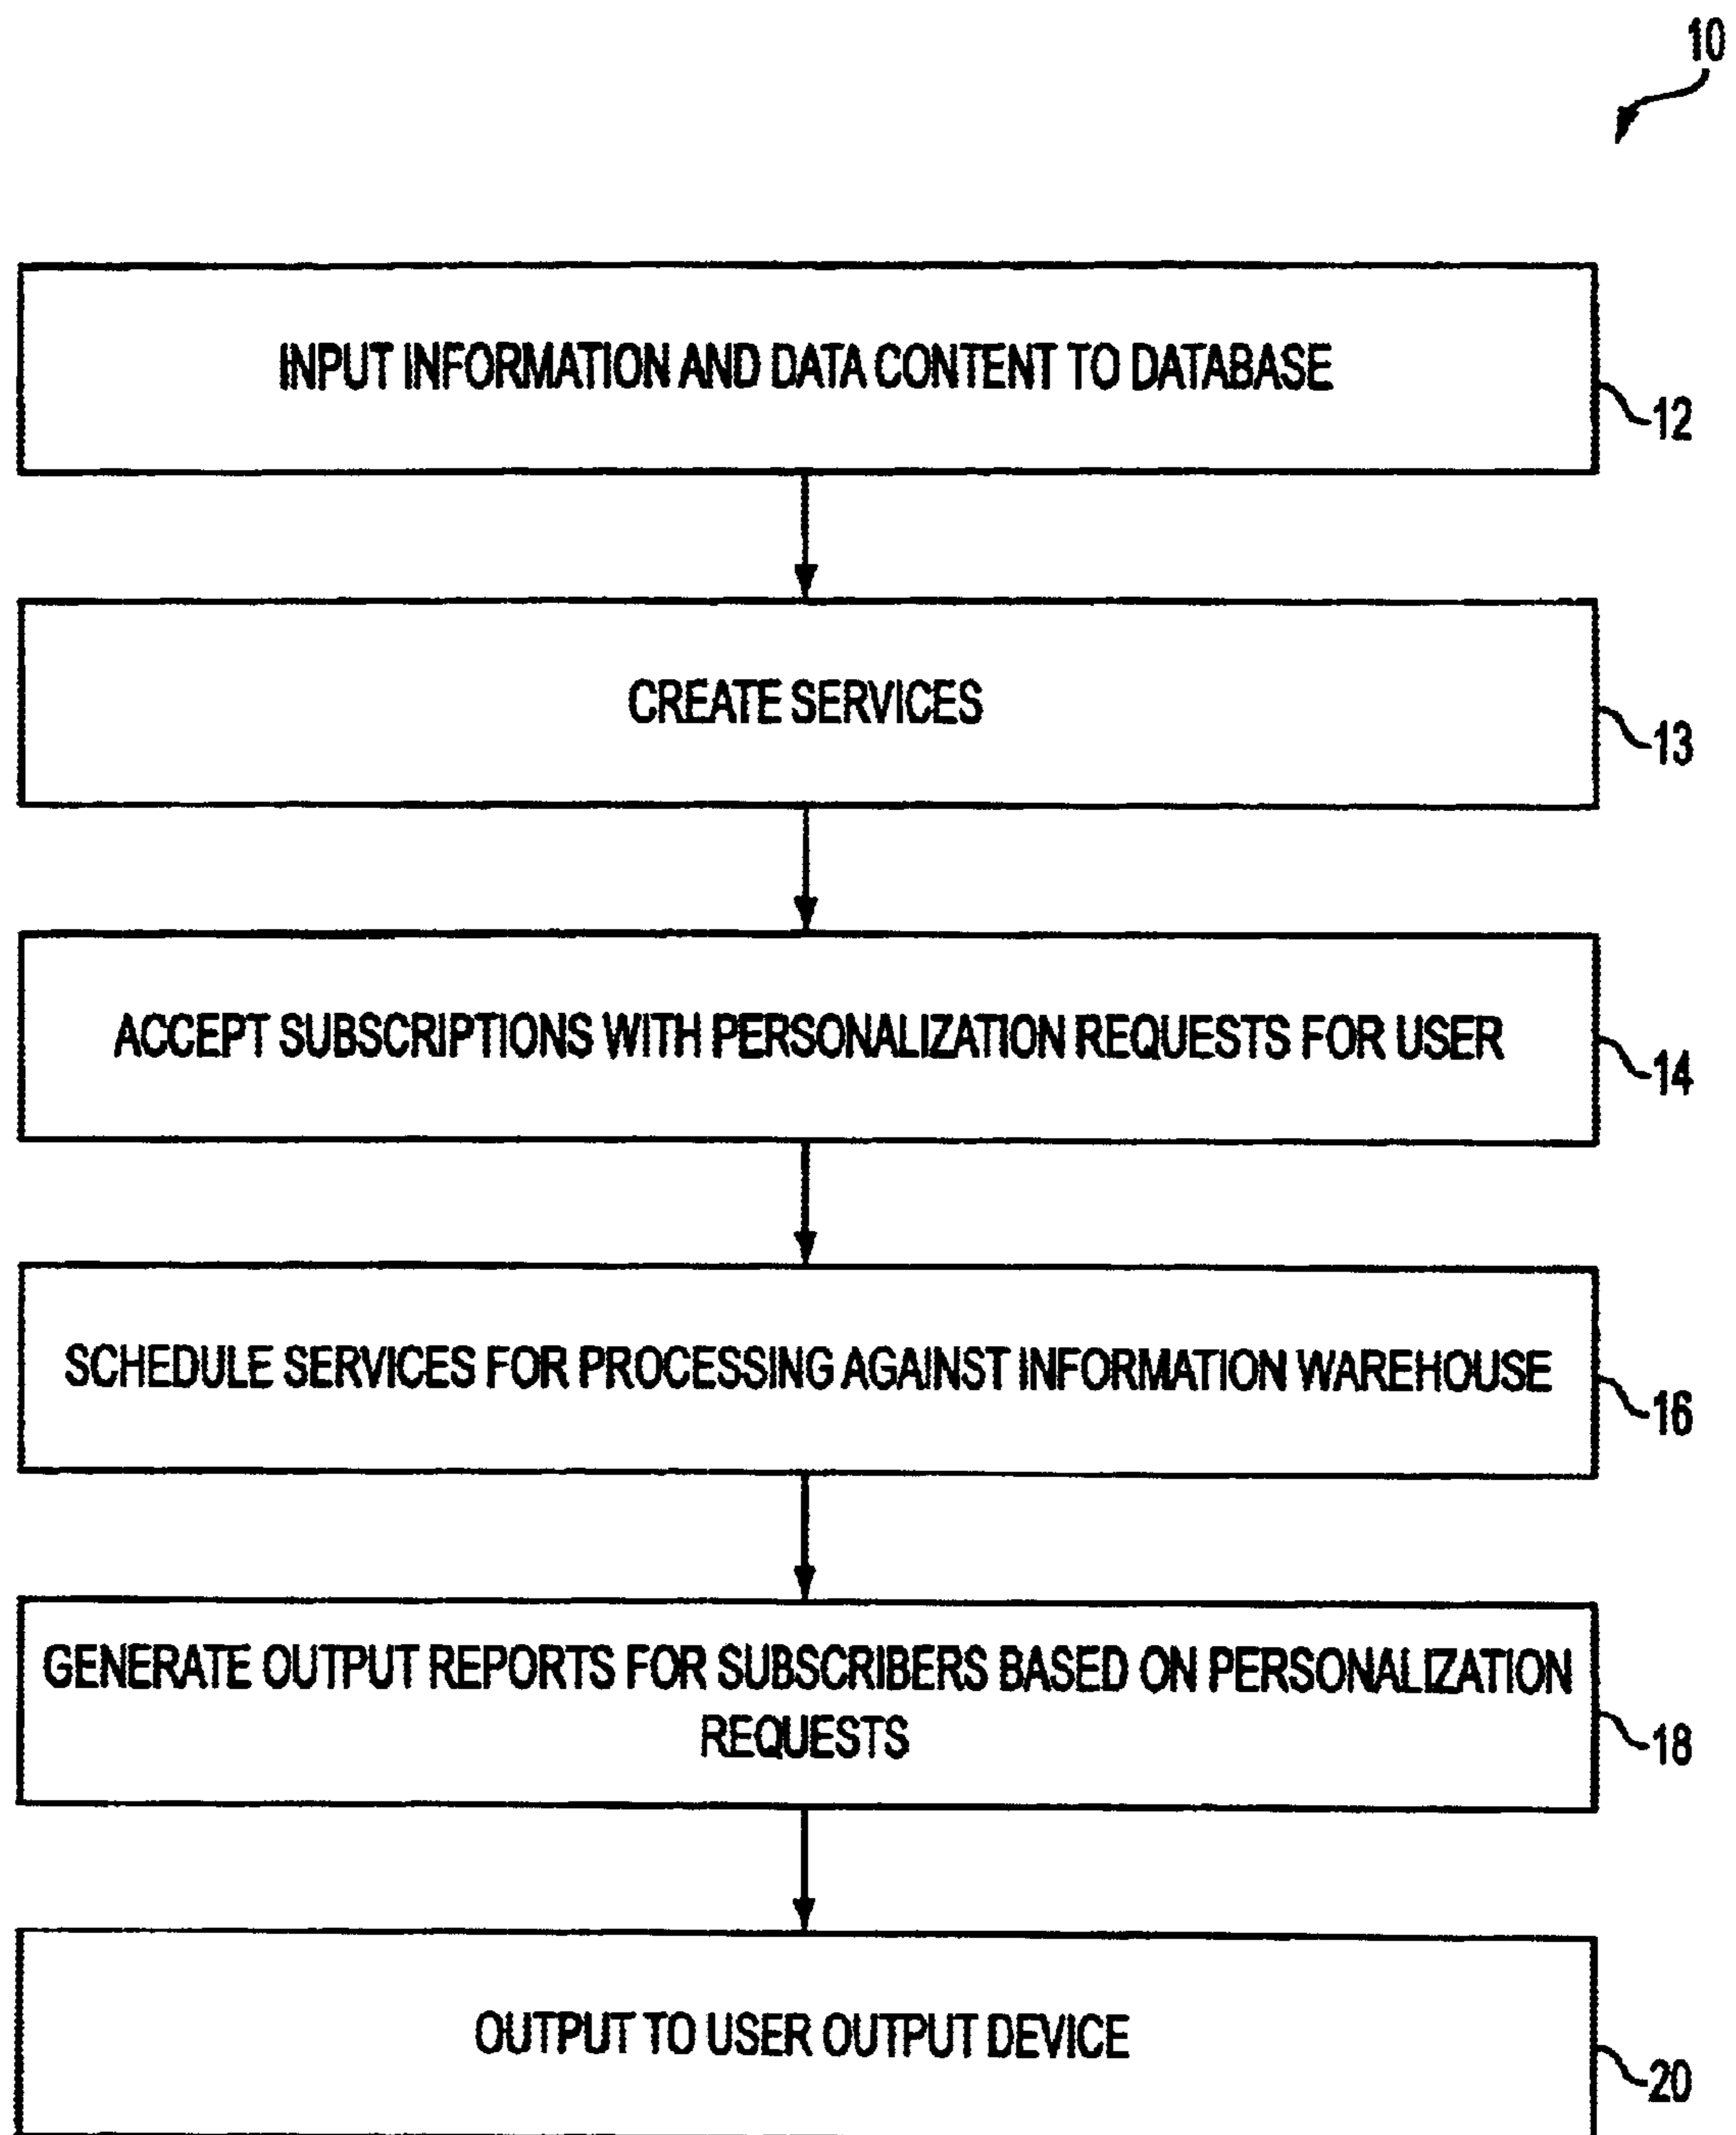 10
INPUT INFORMATION AND DATA CONTENT TO DATABASE
12
CREATE SERVICES
13
ACCEPT SUBSCRIPTIONS WITH PERSONALIZATION REQUESTS FOR USER
14
SCHEDULE SERVICES FOR PROCESSING AGAINST INFORMATION WAREHOUSE
16
GENERATE OUTPUT REPORTS FOR SUBSCRIBERS BASED ON PERSONALIZATION
REQUESTS
18
OUTPUT TO USER OUTPUT DEVICE
20